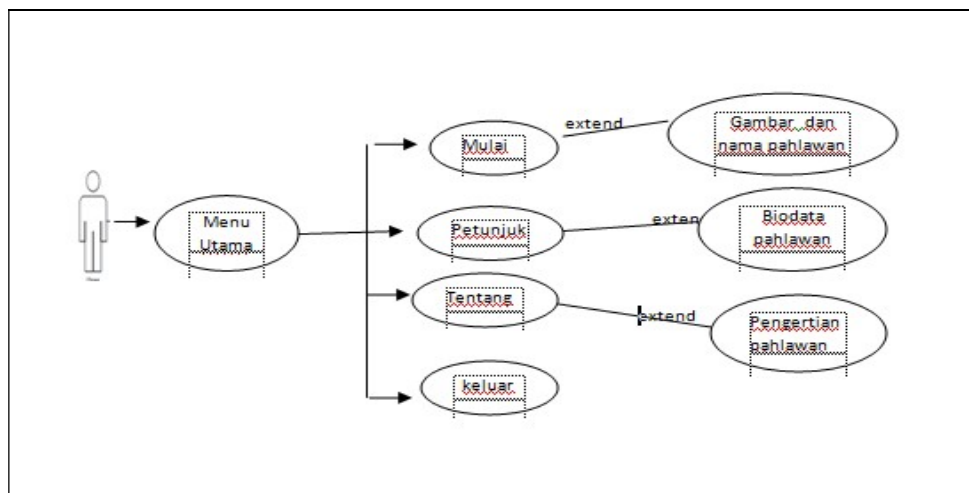 Menu
Utama
Mulai
extend
Gambar dan
nama pahlawan
Petunjuk
exten
Biodata
pahlawan
Tentang
extend
Pengertian
pahlawan
keluar